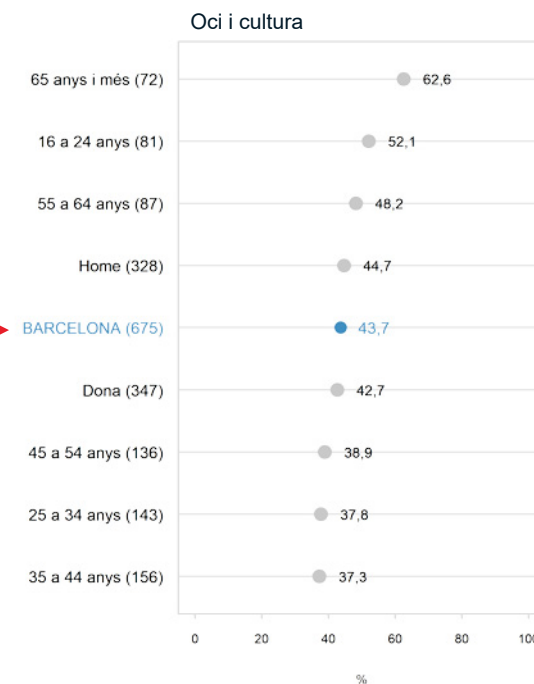 Oci i cultura
65 anys i més (72) 62,6
16 a 24 anys (81) 52,1
55 a 64 anys (87) 48,2
Home (328) 44,7
BARCELONA (675) 43,7
Dona (347) 42,7
45 a 54 anys (136) 38,9
25 a 34 anys (143) 37,8
35 a 44 anys (156) 37,3
0 20 40 60 80 100
%